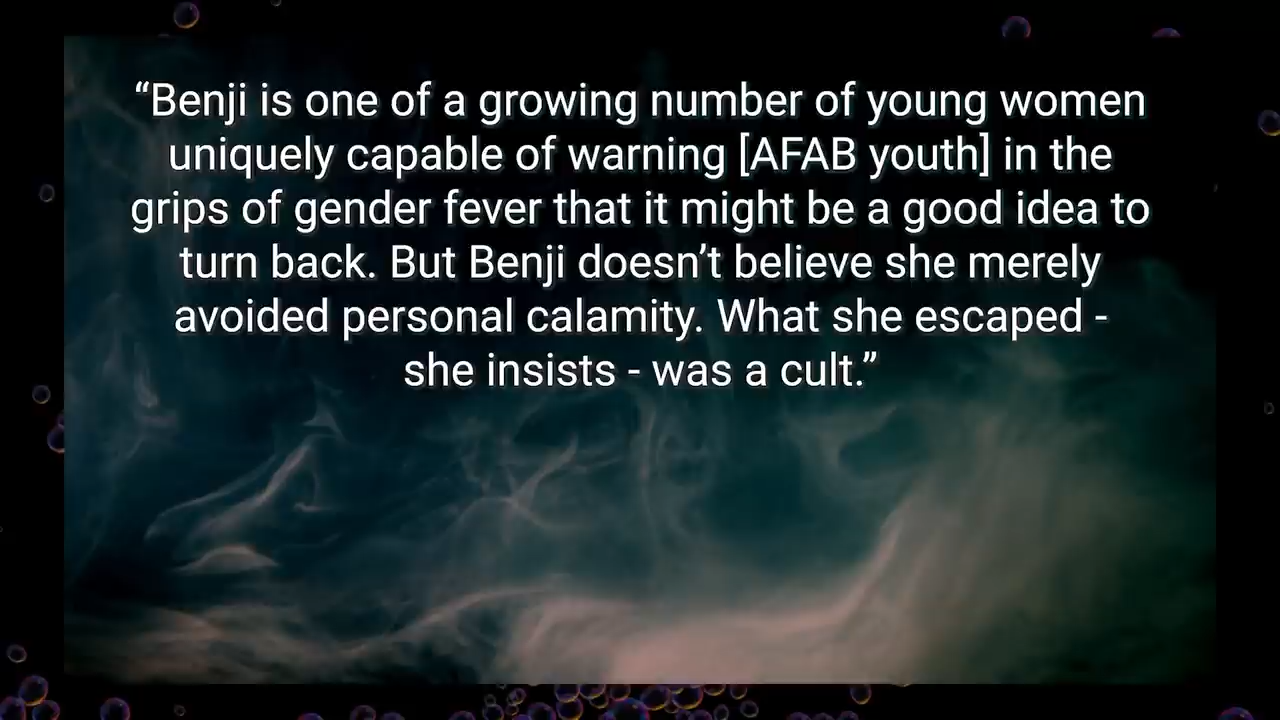 “Benji is one of a growing number of young women
uniquely capable of warning [AFAB youth] in the
grips of gender fever that it might be a good idea to
turn back. But Benji doesn’t believe she merely
avoided personal calamity. What she escaped -
she insists - was a cult.”